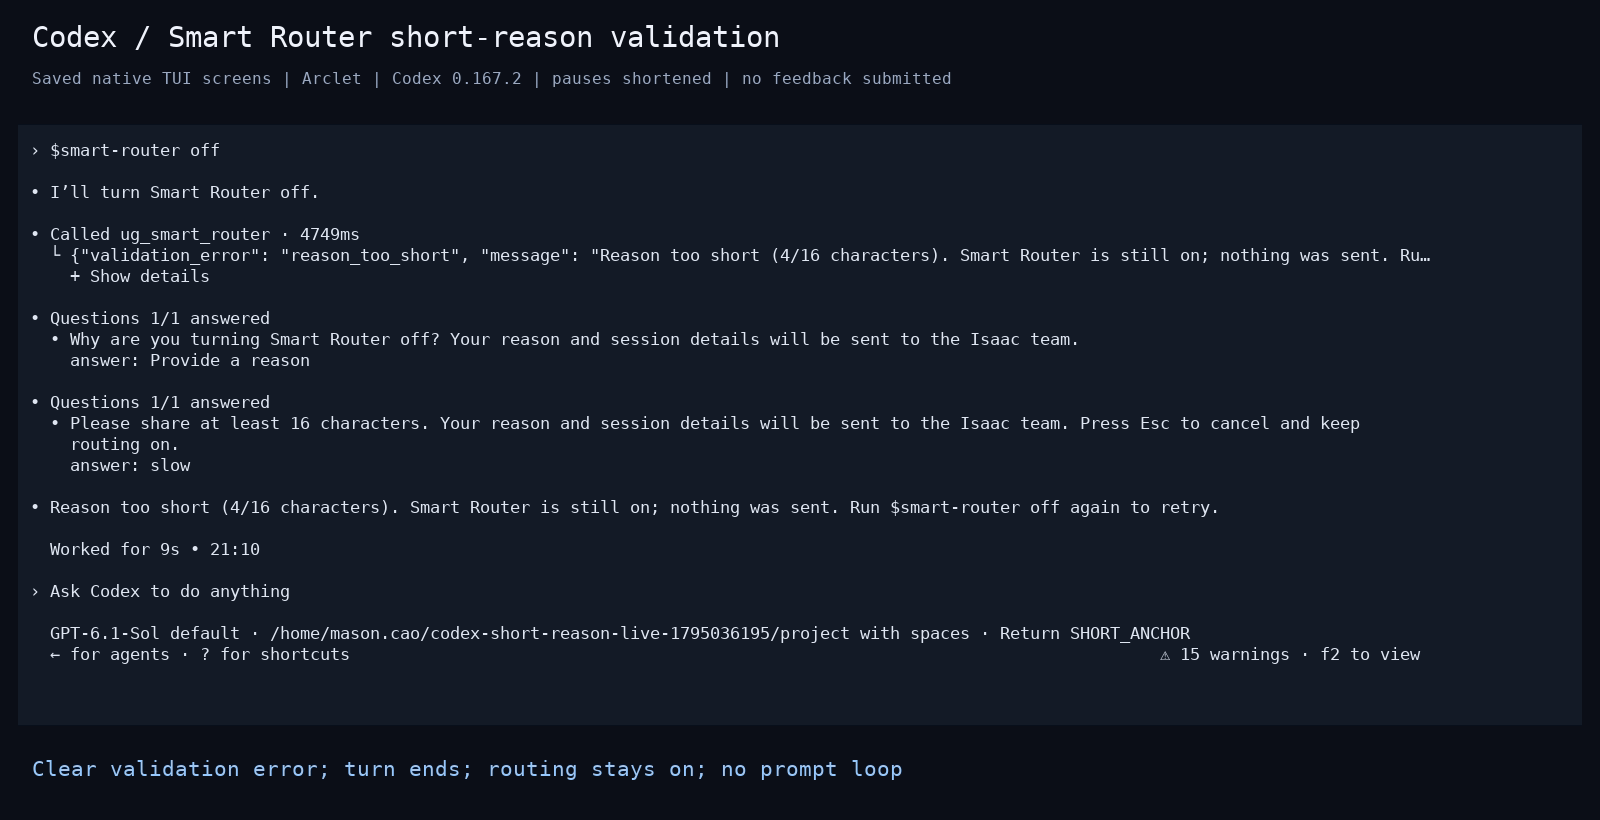 Codex / Smart Router short-reason validation
Saved native TUI screens | Arclet | Codex 0.167.2 | pauses shortened | no feedback submitted
› $smart-router off
• I’ll turn Smart Router off.
• Called ug_smart_router · 4749ms
└ {"validation_error": "reason_too_short", "message": "Reason too short (4/16 characters). Smart Router is still on; nothing was sent. Ru…
+ Show details
• Questions 1/1 answered
• Why are you turning Smart Router off? Your reason and session details will be sent to the Isaac team.
answer: Provide a reason
• Questions 1/1 answered
• Please share at least 16 characters. Your reason and session details will be sent to the Isaac team. Press Esc to cancel and keep
routing on.
answer: slow
• Reason too short (4/16 characters). Smart Router is still on; nothing was sent. Run $smart-router off again to retry.
Worked for 9s • 21:10
› Ask Codex to do anything
GPT-6.1-Sol default · /home/mason.cao/codex-short-reason-live-1795036195/project with spaces · Return SHORT_ANCHOR
← for agents · ? for shortcuts ⚠ 15 warnings · f2 to view
Clear validation error; turn ends; routing stays on; no prompt loop